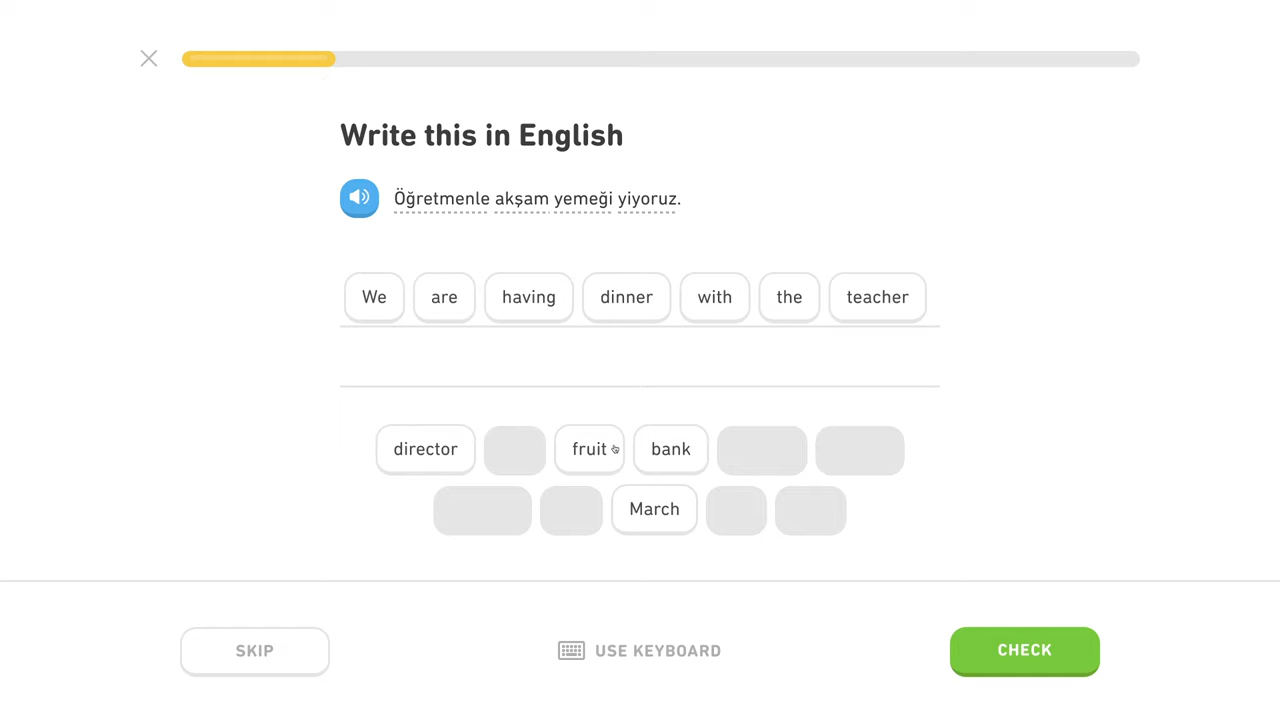 Write this in English
Öğretmenle akşam yemeği yiyoruz.
We are having dinner with the teacher
director fruit bank
March
SKIP USE KEYBOARD CHECK